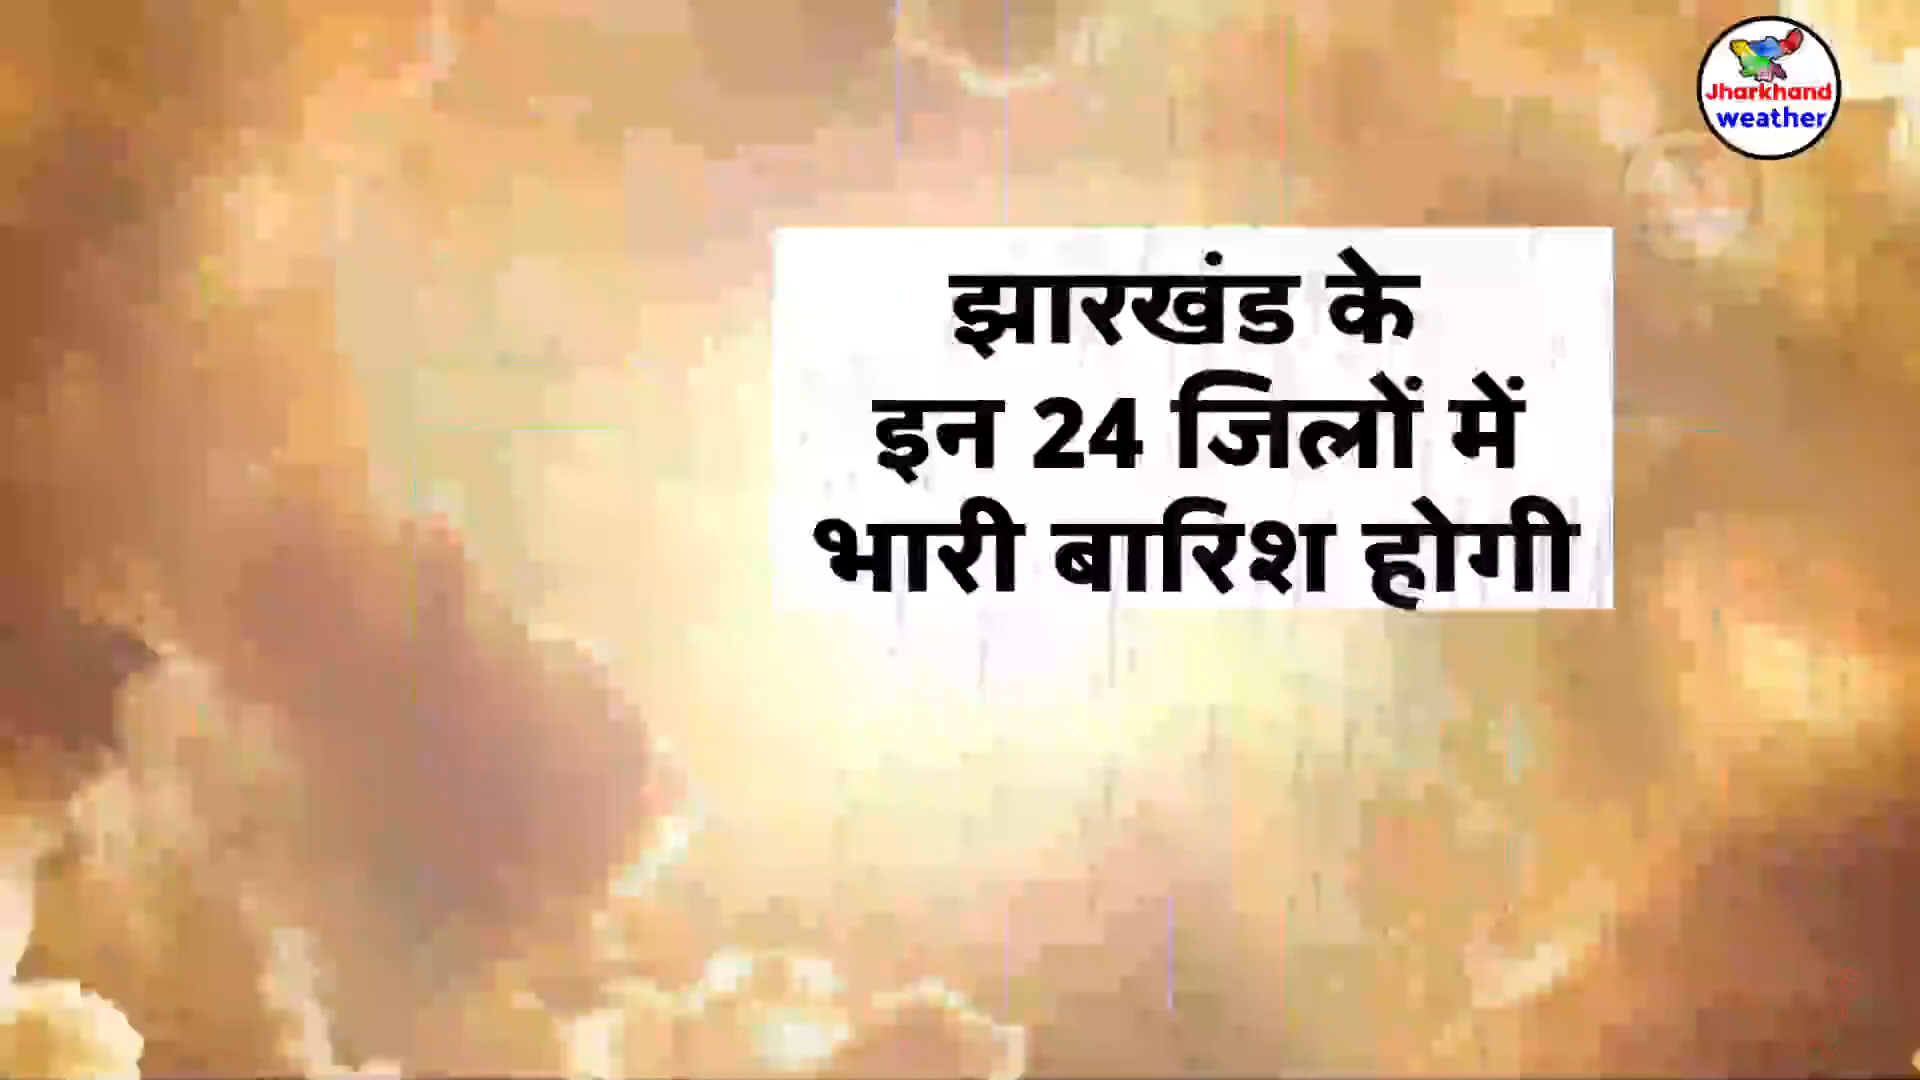 Jharkhand
weather
झारखंड के
इन 24 जिलों में
भारी बारिश होगी